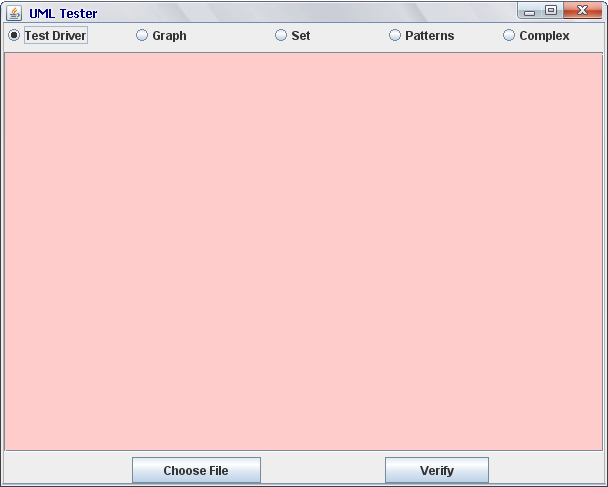 UML Tester
Test Driver Graph Set Patterns Complex
Choose File Verify